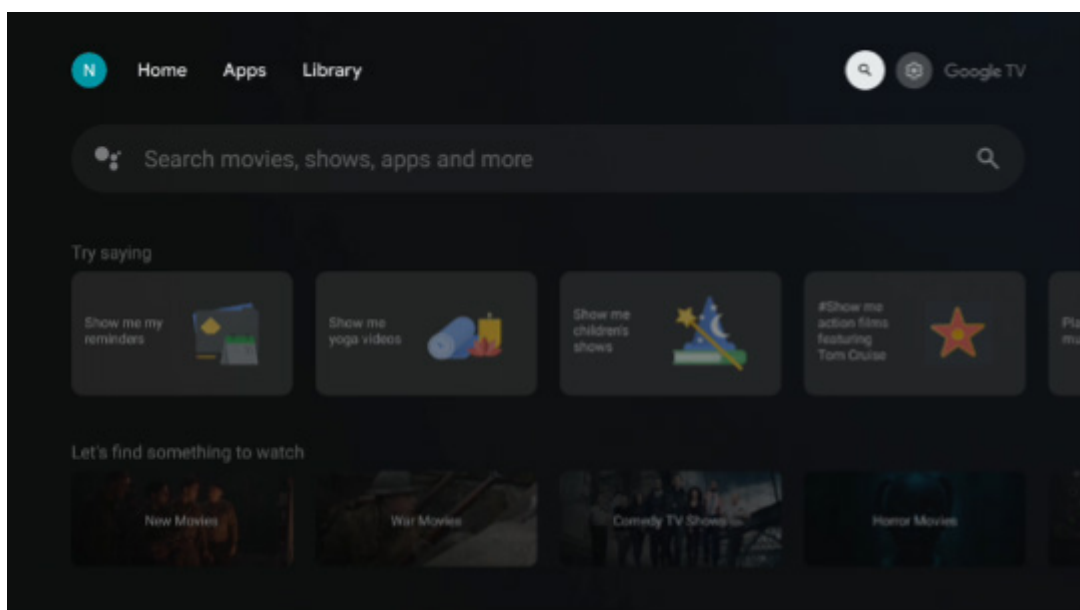 N Home Apps Library Google TV
Search movies, shows, apps and more
Try saying
Show me my
reminders
Show me
yoga videos
Show me
children's
shows
#Show me
action films
featuring
Tom Cruise
Pla
mu
Let's find something to watch
New Movies
War Movies
Comedy TV Shows
Horror Movies